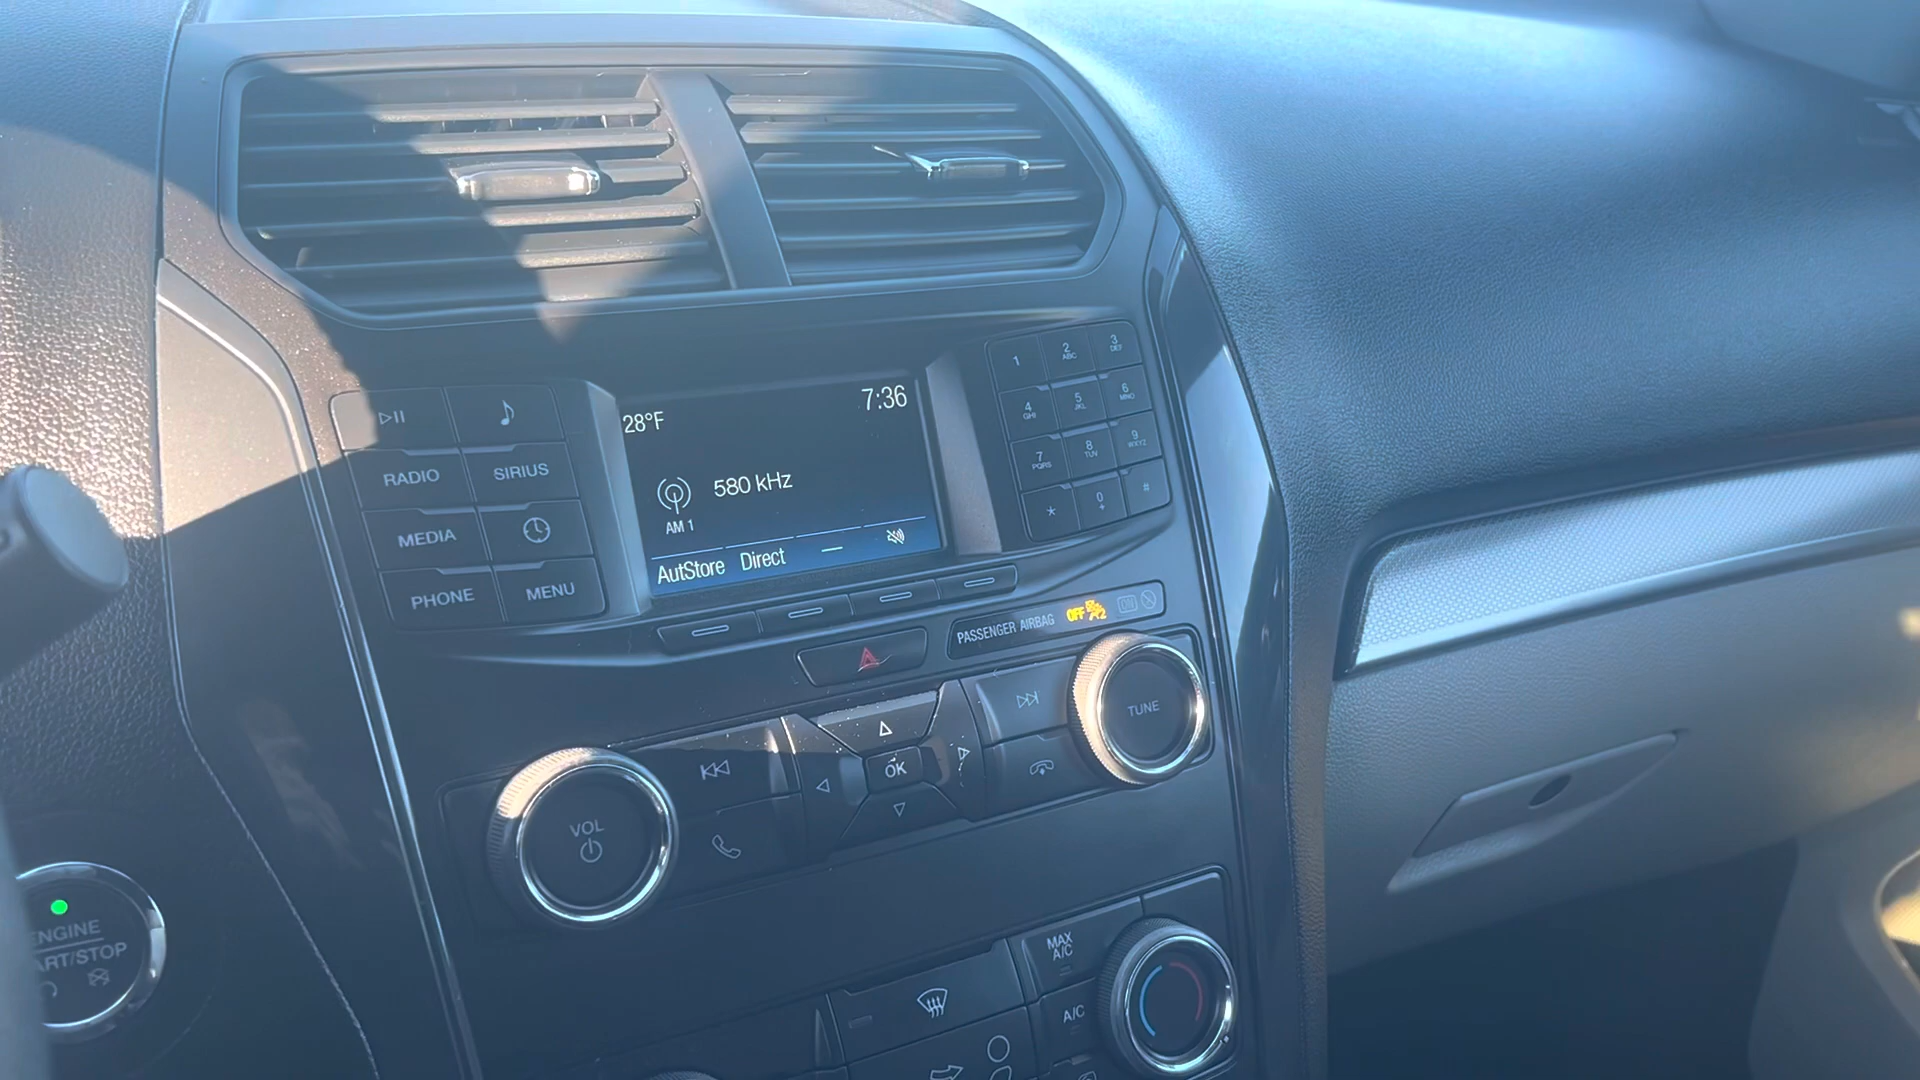 28°F
7:36
580 kHz
AM 1
AutStore Direct
RADIO
SIRIUS
MEDIA
PHONE
MENU
1
2
ABC
3
DEF
4
GHI
5
JKL
6
MNO
7
PQRS
8
TUV
9
WXYZ
*
0
+
#
PASSENGER AIRBAG
OFF
2
ON
TUNE
OK
VOL
ENGINE
ART/STOP
MAX
A/C
A/C